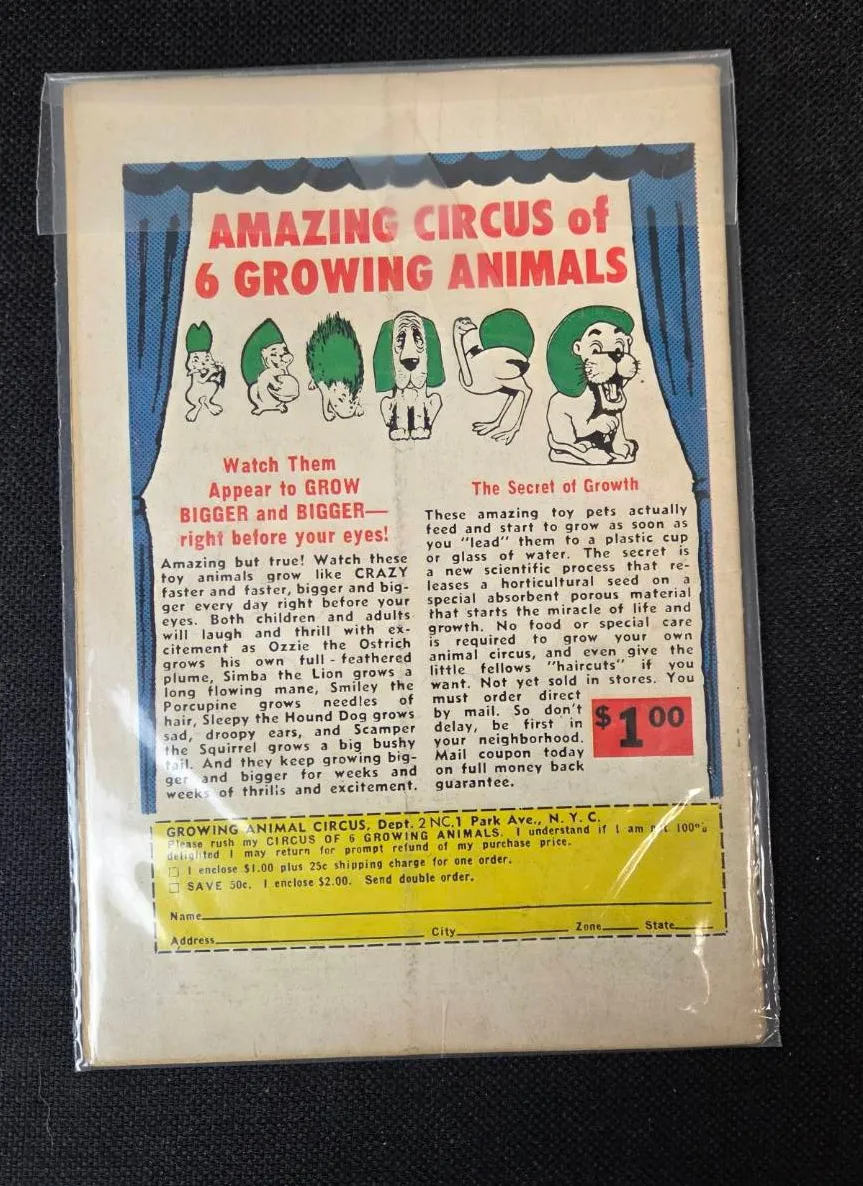 AMAZING CIRCUS of
6 GROWING ANIMALS
Watch Them
Appear to GROW
BIGGER and BIGGER—
right before your eyes!
Amazing but true! Watch these
toy animals grow like CRAZY
faster and faster, bigger and big-
ger every day right before your
eyes. Both children and adults
will laugh and thrill with ex-
citement as Ozzie the Ostrich
grows his own full-feathered
plume, Simba the Lion grows a
long flowing mane, Smiley the
Porcupine grows needles of
hair, Sleepy the Hound Dog grows
sad, droopy ears, and Scamper
the Squirrel grows a big bushy
tail. And they keep growing big-
ger and bigger for weeks and
weeks of thrills and excitement.
The Secret of Growth
These amazing toy pets actually
feed and start to grow as soon as
you "lead" them to a plastic cup
or glass of water. The secret is
a new scientific process that re-
leases a horticultural seed on a
special absorbent porous material
that starts the miracle of life and
growth. No food or special care
is required to grow your own
animal circus, and even give the
little fellows "haircuts" if you
want. Not yet sold in stores. You
must order direct
by mail. So don't
delay, be first in
your neighborhood.
Mail coupon today
on full money back
guarantee.
$1 00
GROWING ANIMAL CIRCUS, Dept. 2NC,1 Park Ave., N. Y. C.
Please rush my CIRCUS OF 6 GROWING ANIMALS. I understand if I am not 100%
delighted I may return for prompt refund of my purchase price.
I enclose $1.00 plus 25c shipping charge for one order.
SAVE 50c. I enclose $2.00. Send double order.
Name
Address City Zone State